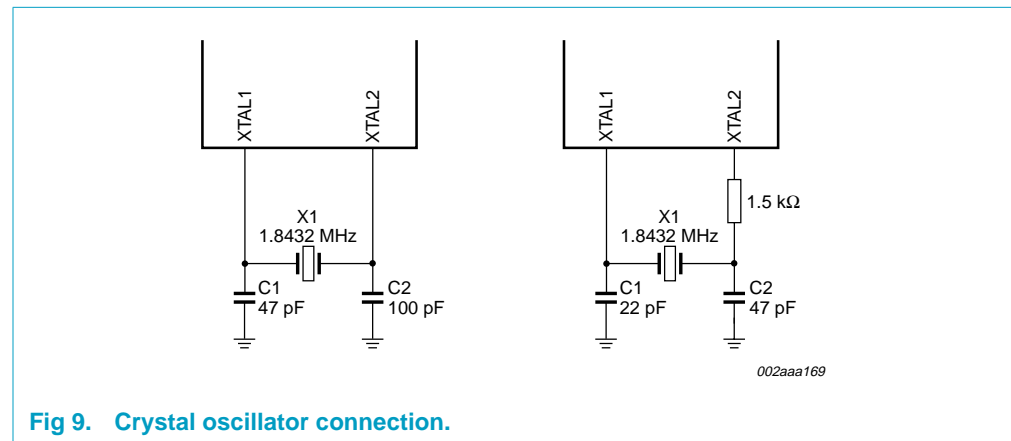 XTAL1
XTAL2
X1
1.8432 MHz
C1
47 pF
C2
100 pF
XTAL1
XTAL2
1.5 kΩ
X1
1.8432 MHz
C1
22 pF
C2
47 pF
002aaa169
Fig 9. Crystal oscillator connection.